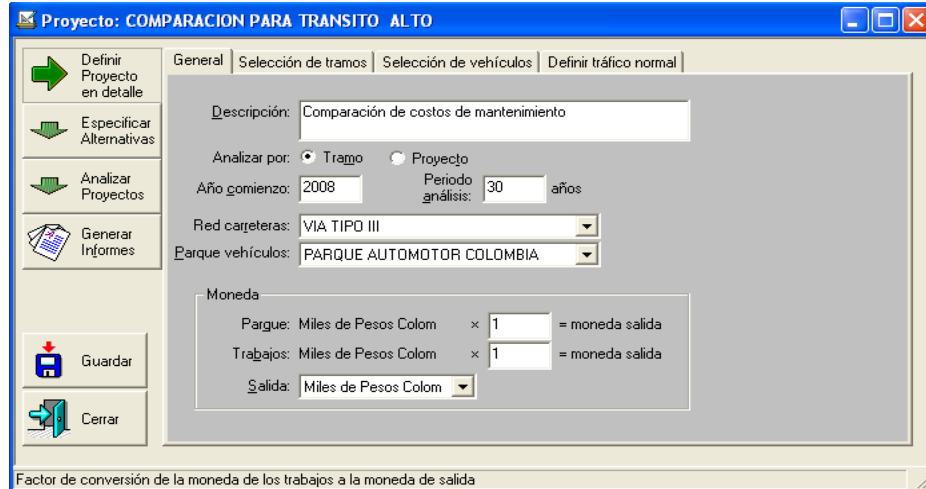 Proyecto: COMPARACION PARA TRANSITO ALTO
Definir
Proyecto
en detalle
Especificar
Alternativas
Analizar
Proyectos
Generar
Informes
Guardar
Cerrar
General Selección de tramos Selección de vehículos Definir tráfico normal
Descripción: Comparación de costos de mantenimiento
Analizar por: Tramo Proyecto
Año comienzo: 2008 Periodo análisis: 30 años
Red carreteras: VIA TIPO III
Parque vehículos: PARQUE AUTOMOTOR COLOMBIA
Moneda
Parque: Miles de Pesos Colom × 1 = moneda salida
Trabajos: Miles de Pesos Colom × 1 = moneda salida
Salida: Miles de Pesos Colom
Factor de conversión de la moneda de los trabajos a la moneda de salida